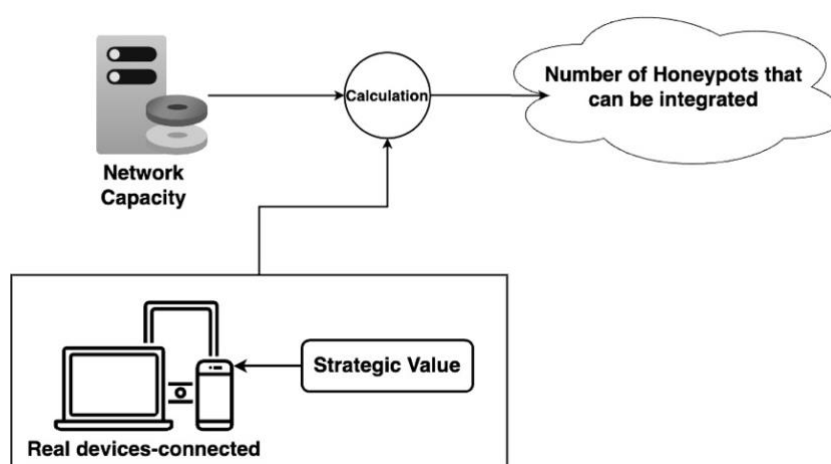 Number of Honeypots that
can be integrated
Calculation
Network
Capacity
Strategic Value
Real devices-connected